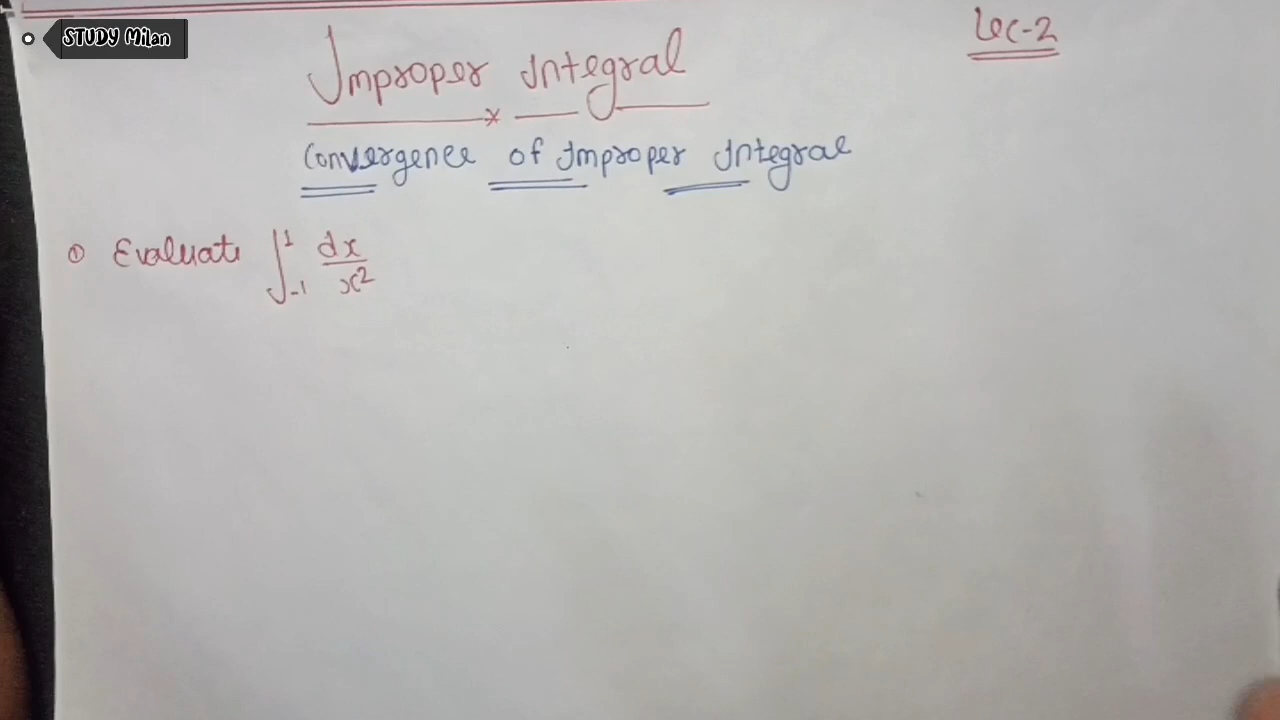 STUDY Milan
Lec-2
Improper Integral
Convergence of Improper Integral
① Evaluate ∫₋₁¹ dx/x²